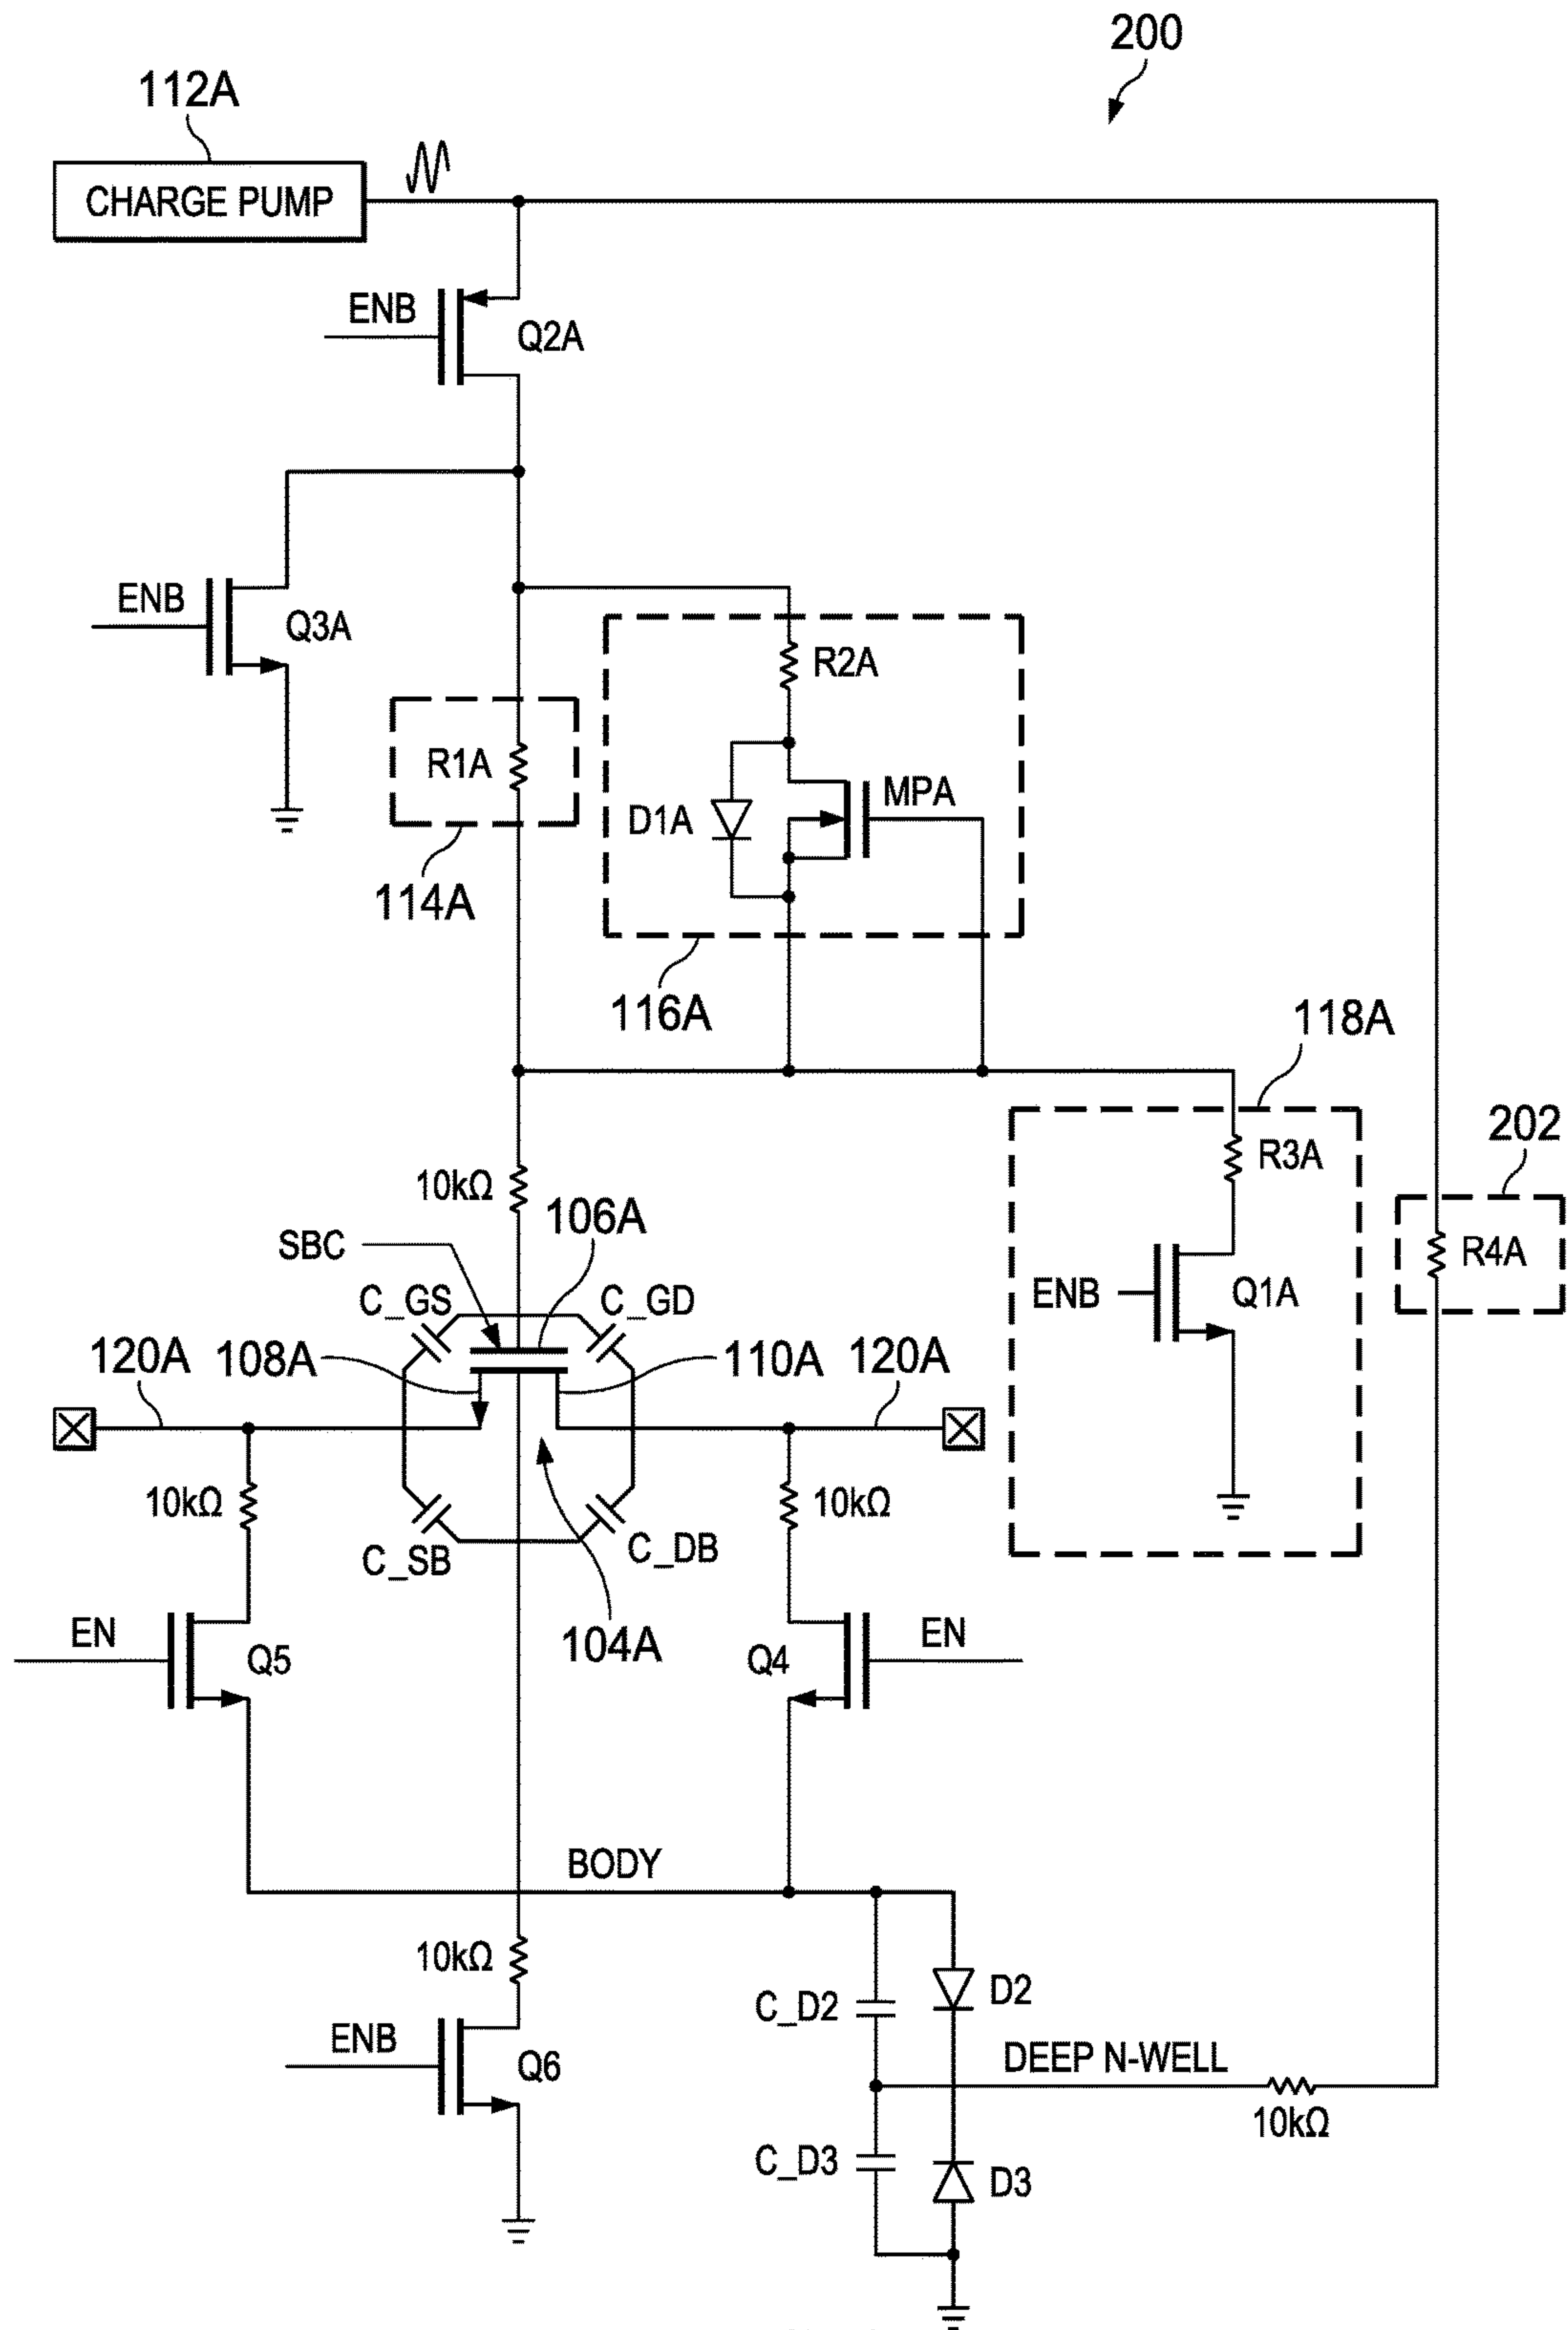 200
112A
CHARGE PUMP
ENB
Q2A
ENB
Q3A
R2A
R1A
D1A
MPA
114A
116A
118A
202
10kΩ
R3A
106A
SBC
R4A
C_GS
C_GD
ENB
Q1A
120A
108A
110A
120A
10kΩ
10kΩ
C_SB
C_DB
EN
Q5
104A
Q4
EN
BODY
10kΩ
D2
C_D2
ENB
Q6
DEEP N-WELL
10kΩ
C_D3
D3